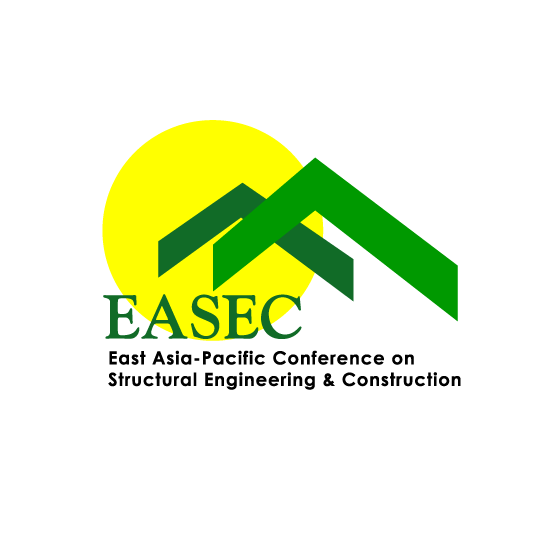 EASEC
East Asia-Pacific Conference on
Structural Engineering & Construction